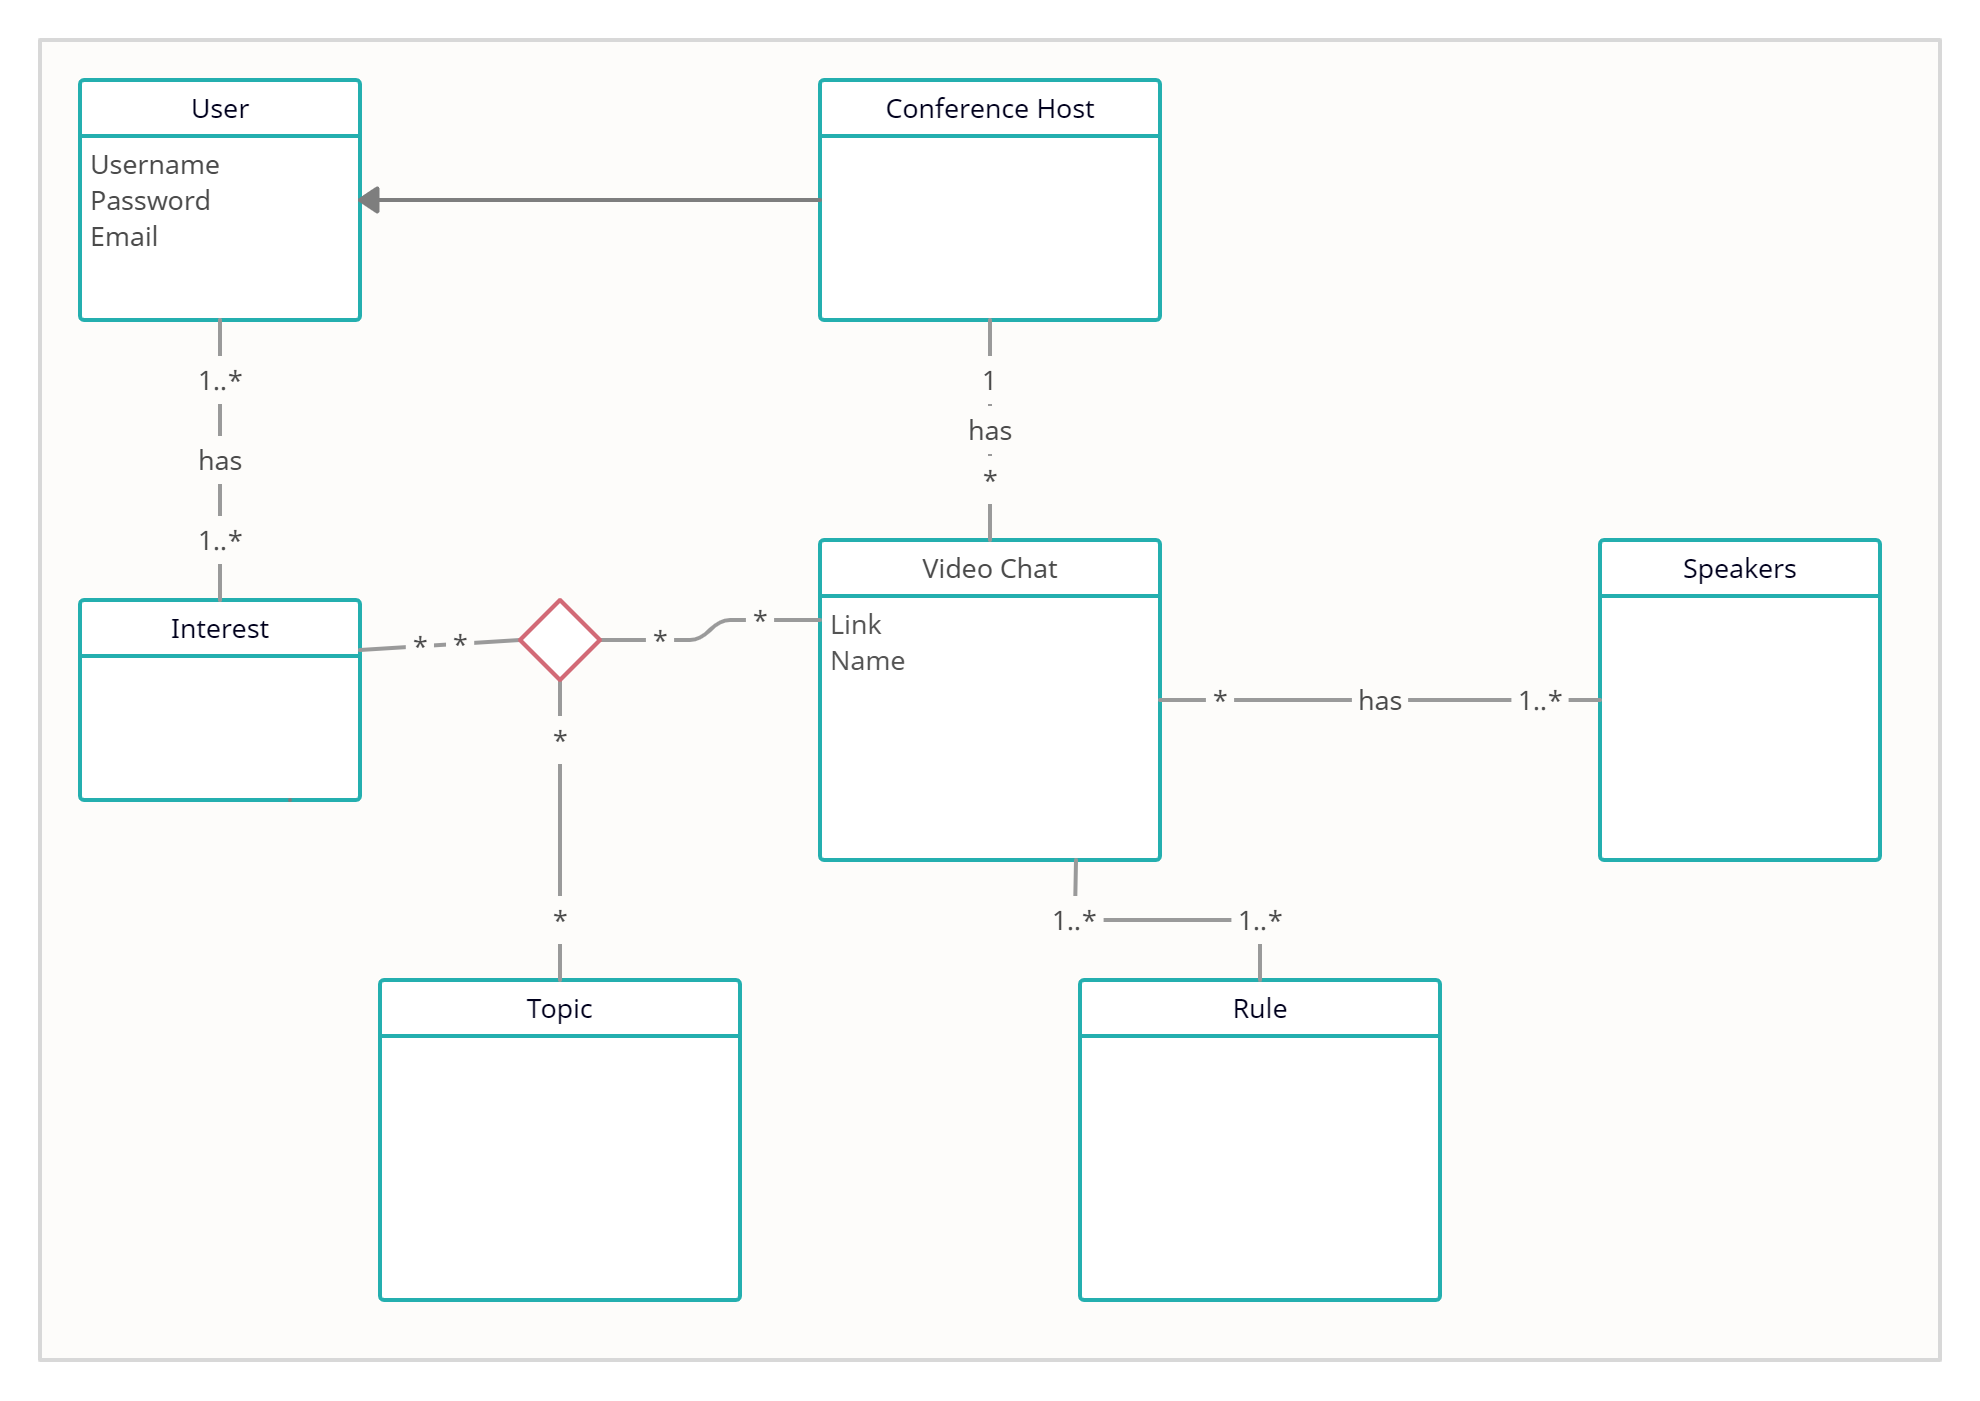 User
Username
Password
Email
Conference Host
1..*
has
1..*
1
has
*
Interest
* *
* *
Video Chat
Link
Name
* has 1..*
Speakers
*
*
1..* 1..*
Topic
Rule